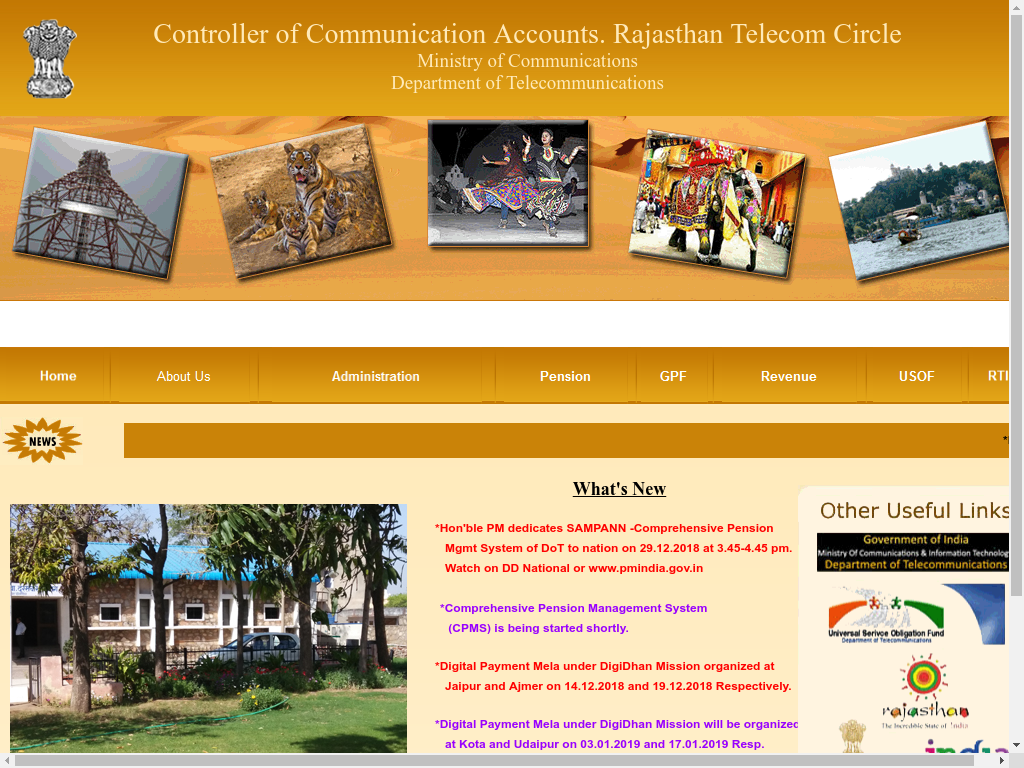 Controller of Communication Accounts. Rajasthan Telecom Circle
Ministry of Communications
Department of Telecommunications
Home About Us Administration Pension GPF Revenue USOF RTI
NEWS
What's New
*Hon'ble PM dedicates SAMPANN -Comprehensive Pension
Mgmt System of DoT to nation on 29.12.2018 at 3.45-4.45 pm.
Watch on DD National or www.pmindia.gov.in
*Comprehensive Pension Management System
(CPMS) is being started shortly.
*Digital Payment Mela under DigiDhan Mission organized at
Jaipur and Ajmer on 14.12.2018 and 19.12.2018 Respectively.
*Digital Payment Mela under DigiDhan Mission will be organized
at Kota and Udaipur on 03.01.2019 and 17.01.2019 Resp.
Other Useful Links
Government of India
Ministry Of Communications & Information Technology
Department of Telecommunications
Universal Serivce Obligation Fund
Department of Telecommunications
rajasthan
The Incredible State of India